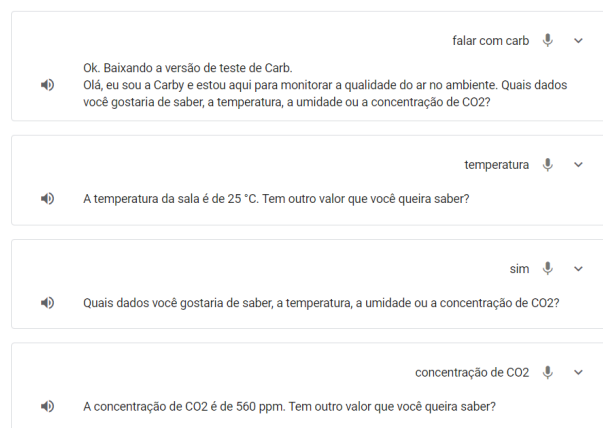 falar com carb
Ok. Baixando a versão de teste de Carb.
Olá, eu sou a Carby e estou aqui para monitorar a qualidade do ar no ambiente. Quais dados
você gostaria de saber, a temperatura, a umidade ou a concentração de CO2?
temperatura
A temperatura da sala é de 25 °C. Tem outro valor que você queira saber?
sim
Quais dados você gostaria de saber, a temperatura, a umidade ou a concentração de CO2?
concentração de CO2
A concentração de CO2 é de 560 ppm. Tem outro valor que você queira saber?